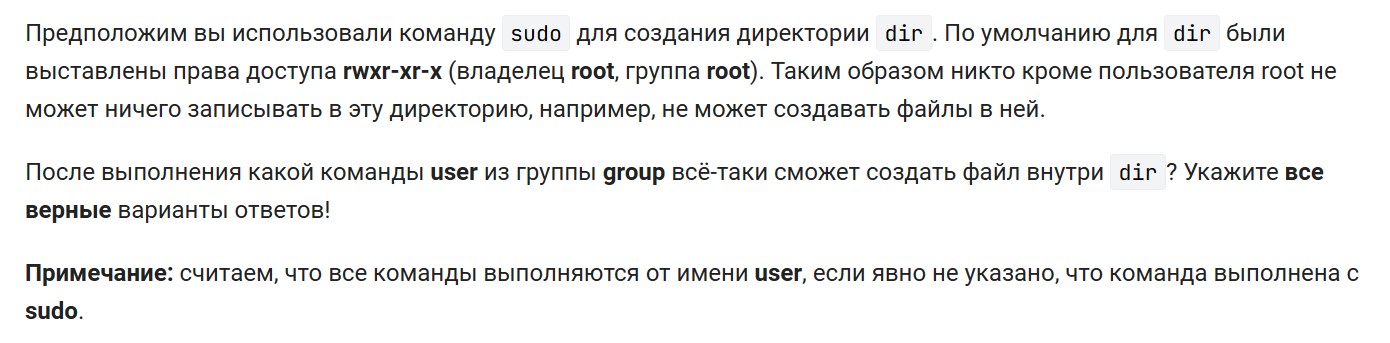 Предположим вы использовали команду sudo для создания директории dir. По умолчанию для dir были
выставлены права доступа rwxr-xr-x (владелец root, группа root). Таким образом никто кроме пользователя root не
может ничего записывать в эту директорию, например, не может создавать файлы в ней.
После выполнения какой команды user из группы group всё-таки сможет создать файл внутри dir? Укажите все
верные варианты ответов!
Примечание: считаем, что все команды выполняются от имени user, если явно не указано, что команда выполнена с
sudo.